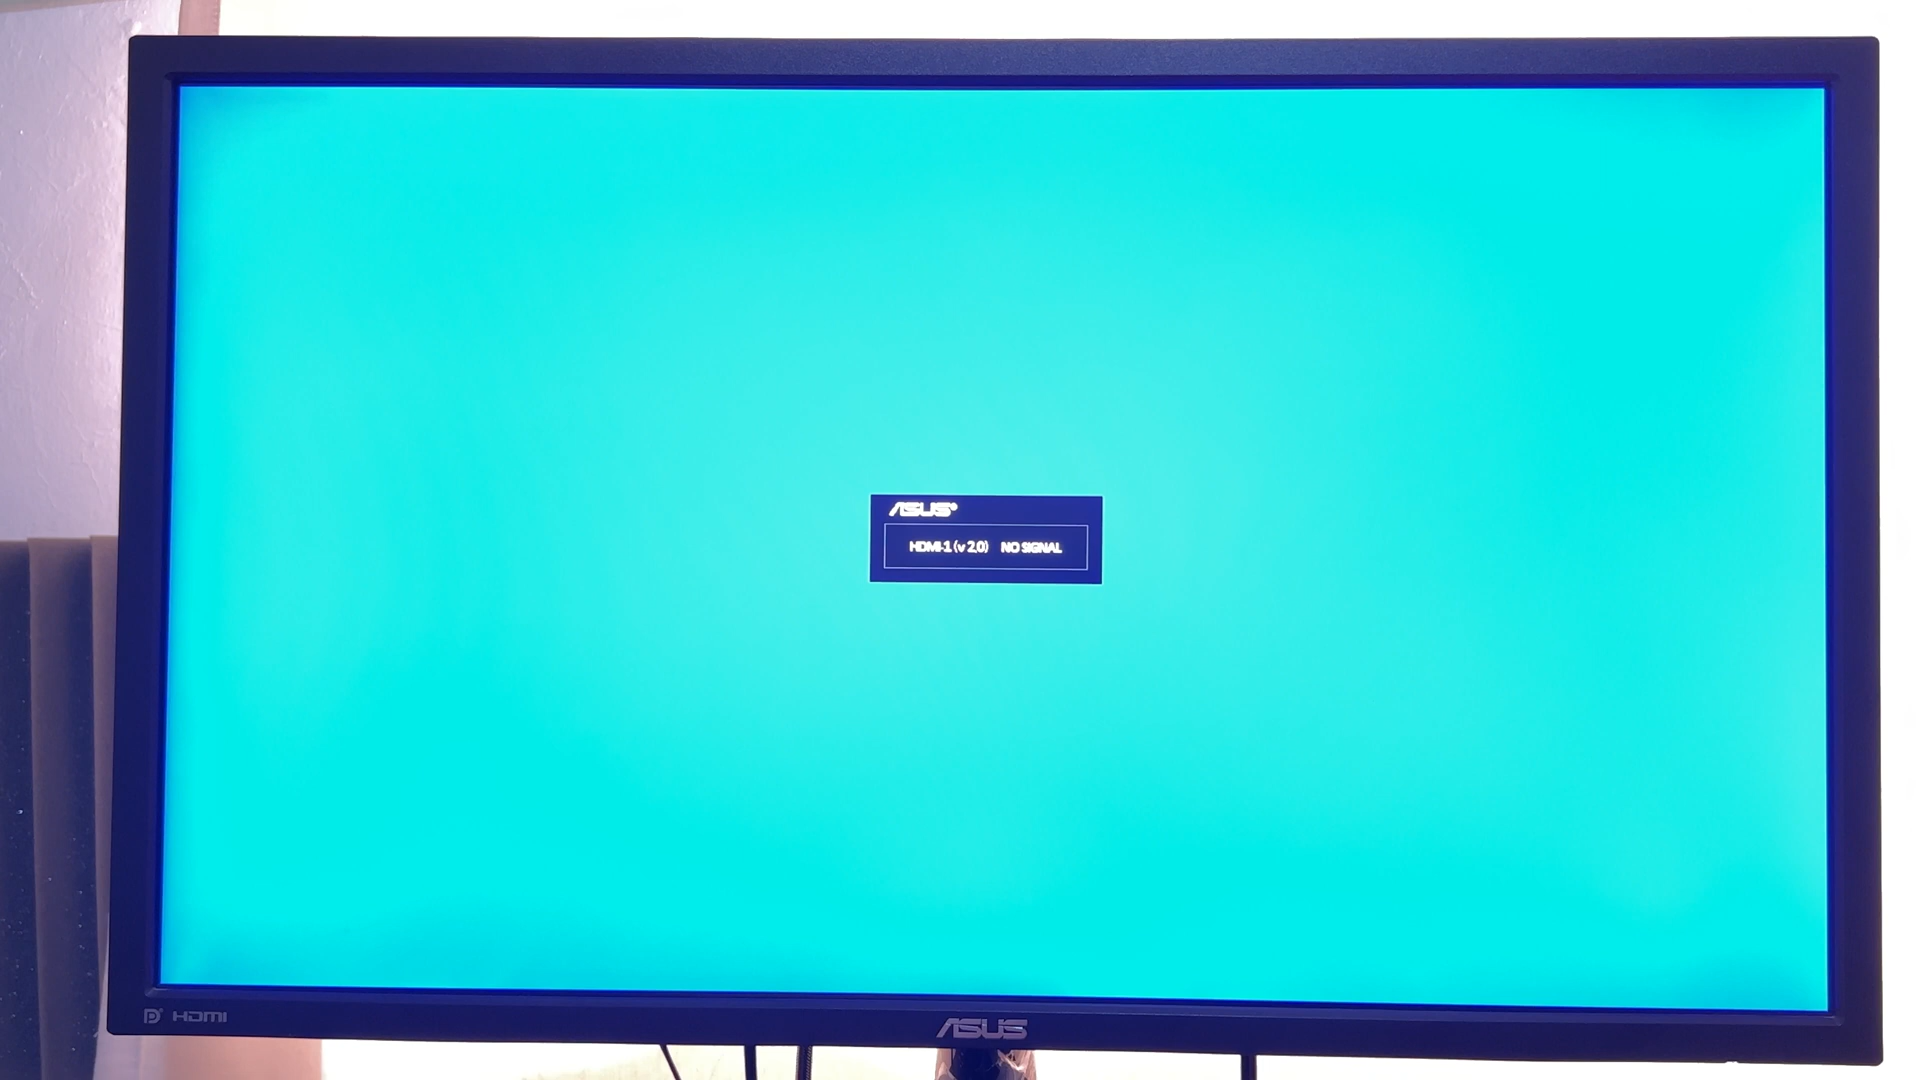 ASUS
HDMI-1 (v 2.0) NO SIGNAL
HDMI
ASUS